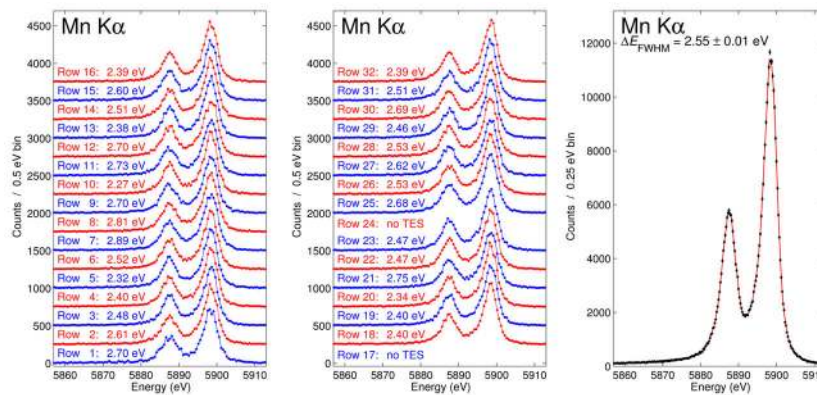 Mn Kα
4500
4000
3500
3000
2500
2000
1500
1000
500
0
Counts / 0.5 eV bin
Row 16: 2.39 eV
Row 15: 2.60 eV
Row 14: 2.51 eV
Row 13: 2.38 eV
Row 12: 2.70 eV
Row 11: 2.73 eV
Row 10: 2.27 eV
Row 9: 2.70 eV
Row 8: 2.81 eV
Row 7: 2.89 eV
Row 6: 2.52 eV
Row 5: 2.32 eV
Row 4: 2.40 eV
Row 3: 2.48 eV
Row 2: 2.61 eV
Row 1: 2.70 eV
5860 5870 5880 5890 5900 5910
Energy (eV)
Mn Kα
4500
4000
3500
3000
2500
2000
1500
1000
500
0
Counts / 0.5 eV bin
Row 32: 2.39 eV
Row 31: 2.51 eV
Row 30: 2.69 eV
Row 29: 2.46 eV
Row 28: 2.53 eV
Row 27: 2.62 eV
Row 26: 2.53 eV
Row 25: 2.68 eV
Row 24: no TES
Row 23: 2.47 eV
Row 22: 2.47 eV
Row 21: 2.75 eV
Row 20: 2.34 eV
Row 19: 2.40 eV
Row 18: 2.40 eV
Row 17: no TES
5860 5870 5880 5890 5900 5910
Energy (eV)
Mn Kα
ΔE FWHM = 2.55 ± 0.01 eV
12000
10000
8000
6000
4000
2000
0
Counts / 0.25 eV bin
5860 5870 5880 5890 5900 5910
Energy (eV)